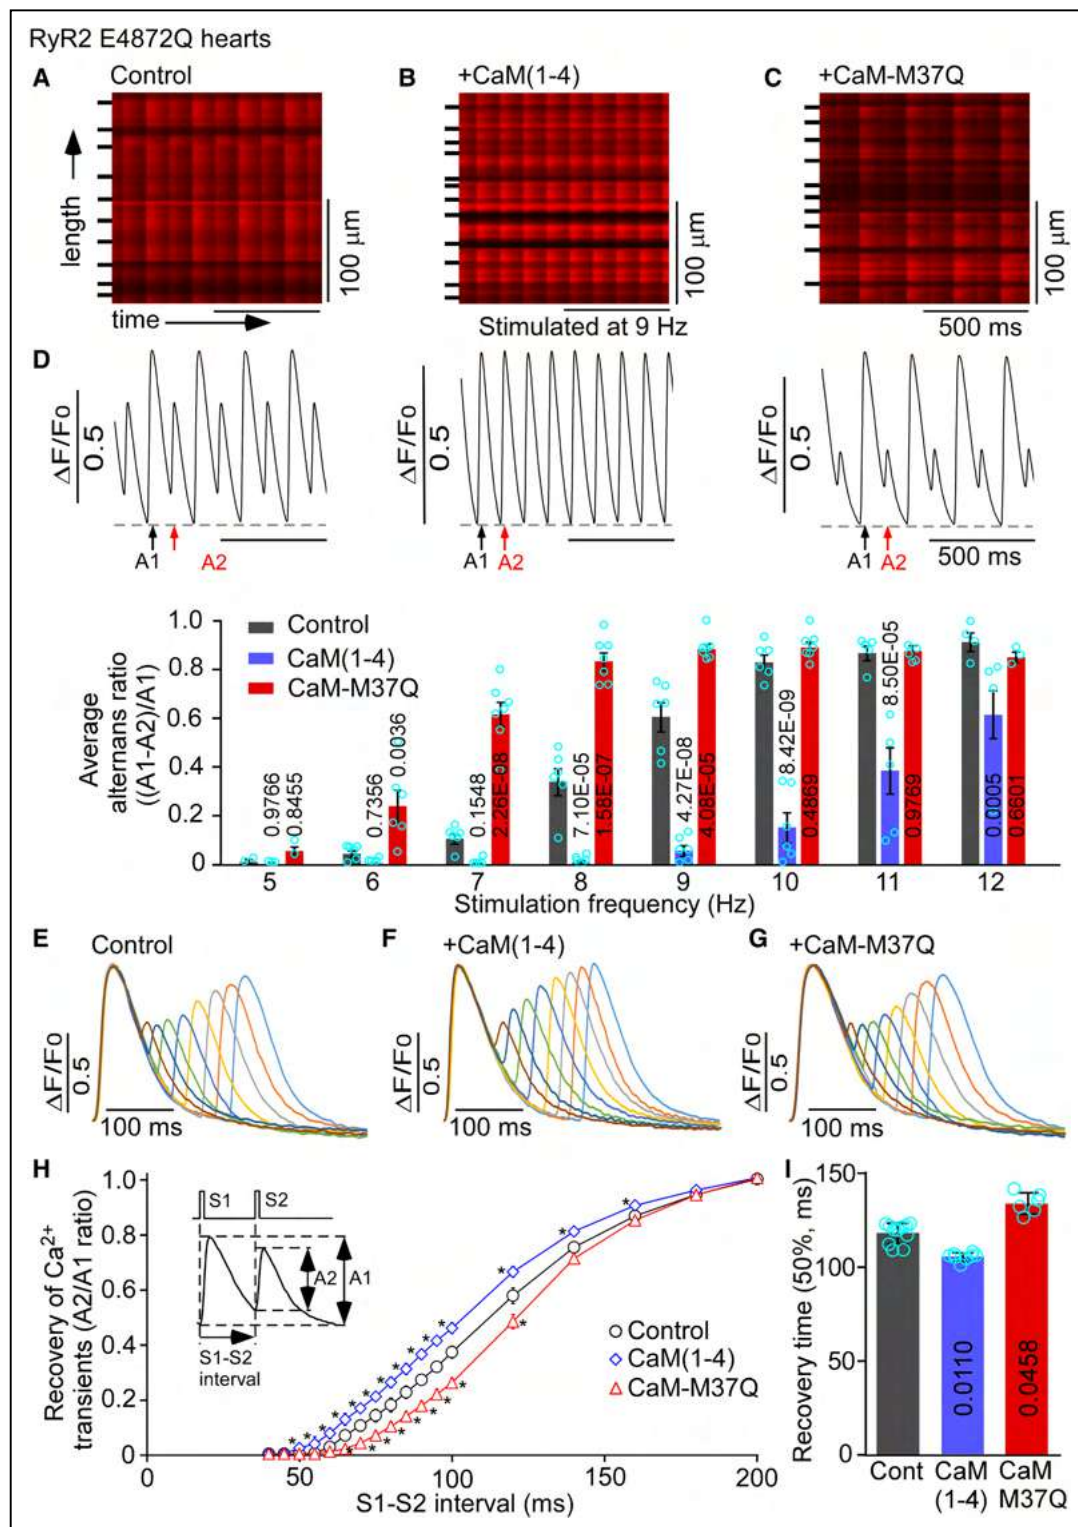 RyR2 E4872Q hearts
A Control
B +CaM(1-4)
C +CaM-M37Q
length
100 μm
100 μm
100 μm
time
Stimulated at 9 Hz
500 ms
D
ΔF/Fo
0.5
ΔF/Fo
0.5
ΔF/Fo
0.5
A1 A2
A1 A2
A1 A2
500 ms
Average
alternans ratio
((A1-A2)/A1)
1.0
0.8
0.6
0.4
0.2
0
Control
CaM(1-4)
CaM-M37Q
0.9766
0.8455
0.7356
0.0036
0.1548
2.26E-08
7.10E-05
1.58E-07
4.27E-08
4.08E-05
8.42E-09
0.4869
8.50E-05
0.9769
0.0005
0.6601
5 6 7 8 9 10 11 12
Stimulation frequency (Hz)
E Control
F +CaM(1-4)
G +CaM-M37Q
ΔF/Fo
0.5
100 ms
ΔF/Fo
0.5
100 ms
ΔF/Fo
0.5
100 ms
H
Recovery of Ca2+
transients (A2/A1 ratio)
1.0
0.8
0.6
0.4
0.2
0
S1 S2
A2 A1
S1-S2
interval
Control
CaM(1-4)
CaM-M37Q
* * * * * * * * * * * * * *
* * * * * * * * *
0 50 100 150 200
S1-S2 interval (ms)
I
Recovery time (50%, ms)
150
100
50
0
0.0110
0.0458
Cont CaM CaM
(1-4) M37Q